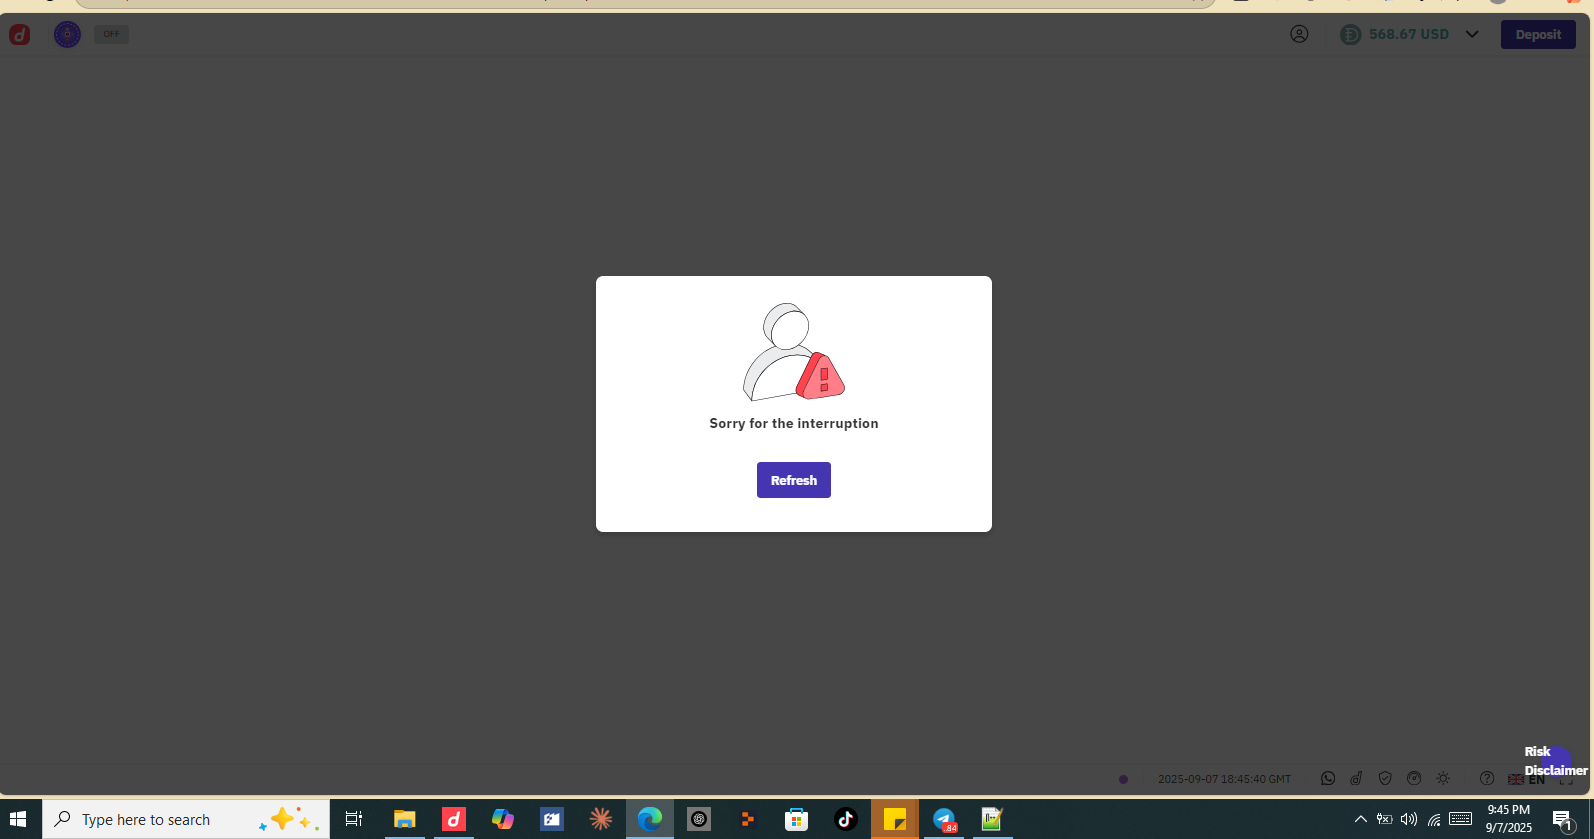 OFF
568.67 USD
Deposit
Sorry for the interruption
Refresh
Risk
Disclaimer
2025-09-07 18:45:40 GMT
EN
Type here to search
84
9:45 PM
9/7/2025
1